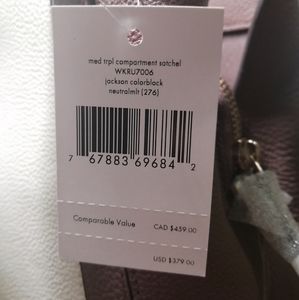 med trpl compartment satchel
WKRU7006
jackson colorblock
neutralmlt (276)
7 67883 69684 2
Comparable Value CAD $459.00
USD $379.00